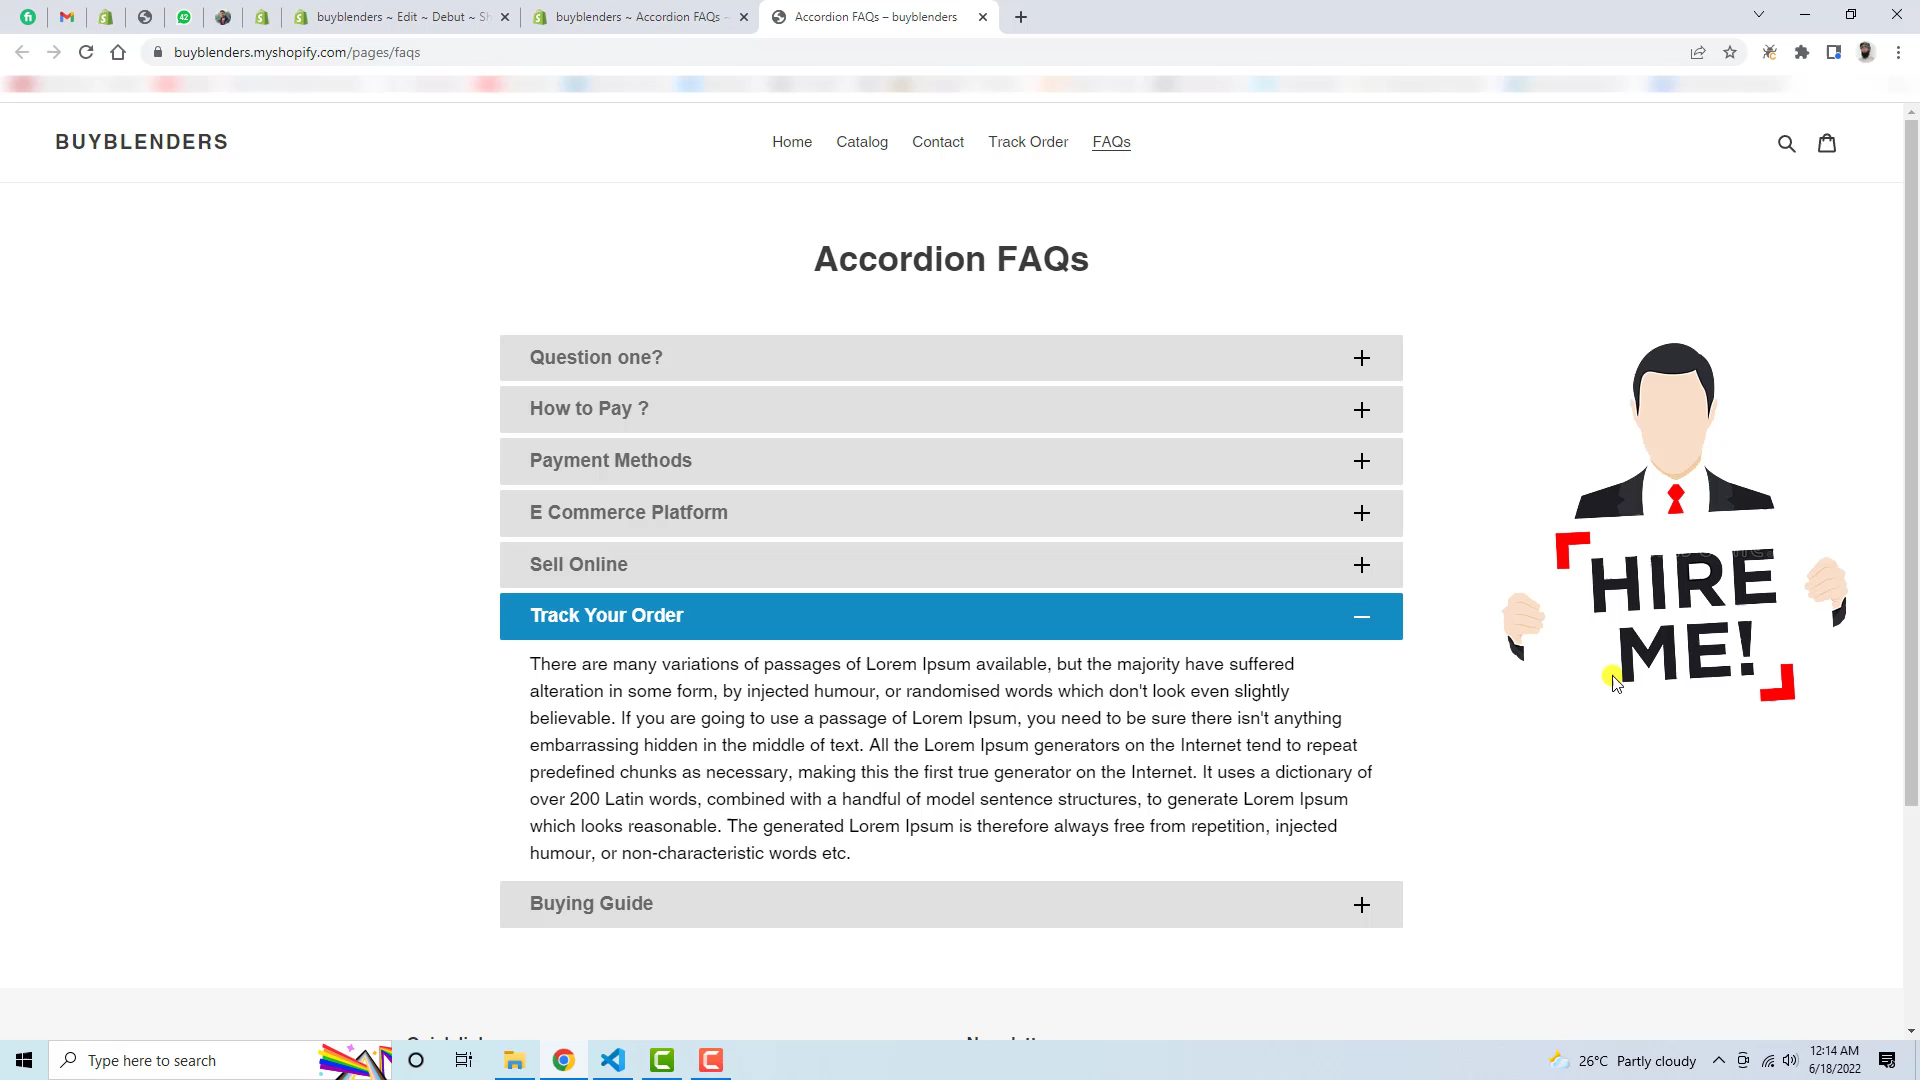 buyblenders ~ Edit ~ Debut ~ Sh
buyblenders ~ Accordion FAQs -
Accordion FAQs – buyblenders
buyblenders.myshopify.com/pages/faqs
BUYBLENDERS
Home
Catalog
Contact
Track Order
FAQs
Accordion FAQs
Question one?
How to Pay ?
Payment Methods
E Commerce Platform
Sell Online
Track Your Order
There are many variations of passages of Lorem Ipsum available, but the majority have suffered
alteration in some form, by injected humour, or randomised words which don't look even slightly
believable. If you are going to use a passage of Lorem Ipsum, you need to be sure there isn't anything
embarrassing hidden in the middle of text. All the Lorem Ipsum generators on the Internet tend to repeat
predefined chunks as necessary, making this the first true generator on the Internet. It uses a dictionary of
over 200 Latin words, combined with a handful of model sentence structures, to generate Lorem Ipsum
which looks reasonable. The generated Lorem Ipsum is therefore always free from repetition, injected
humour, or non-characteristic words etc.
Buying Guide
HIRE
ME!
Type here to search
26°C Partly cloudy
12:14 AM
6/18/2022